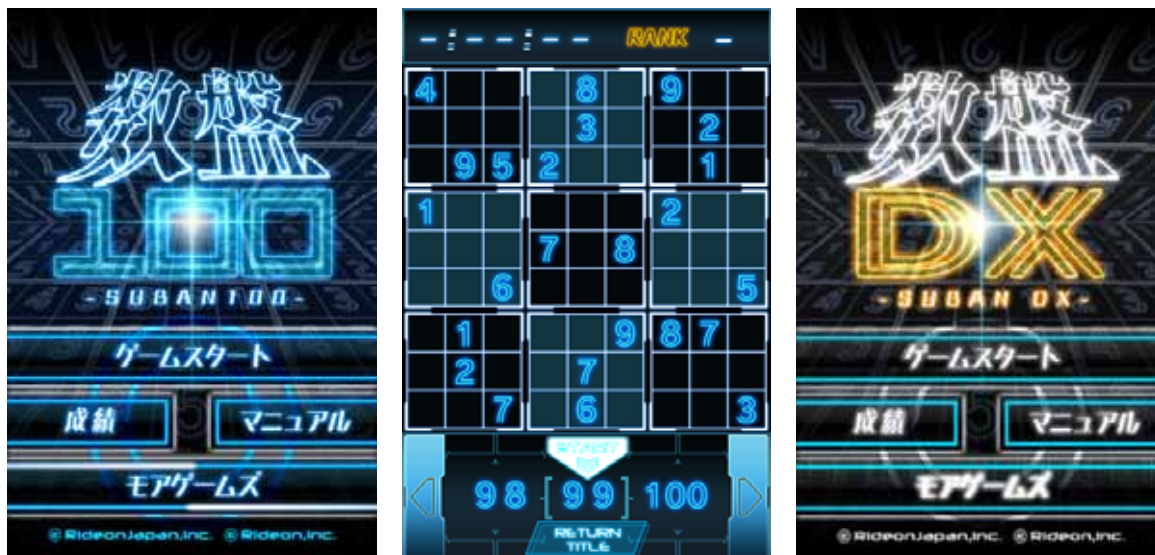 数盤
100
-SUBAN100-
ゲームスタート
成績
マニュアル
モアゲームズ
©RideonJapan,Inc. ©Rideon,Inc.
-:--:-- RANK -
4 8 9
3 2
9 5 2 1
1 2
7 8
6 5
1 9 8 7
2 7
7 6 3
START
98 [99] 100
RETURN
TITLE
数盤
DX
-SUBAN DX-
ゲームスタート
成績
マニュアル
モアゲームズ
©RideonJapan,Inc. ©Rideon,Inc.